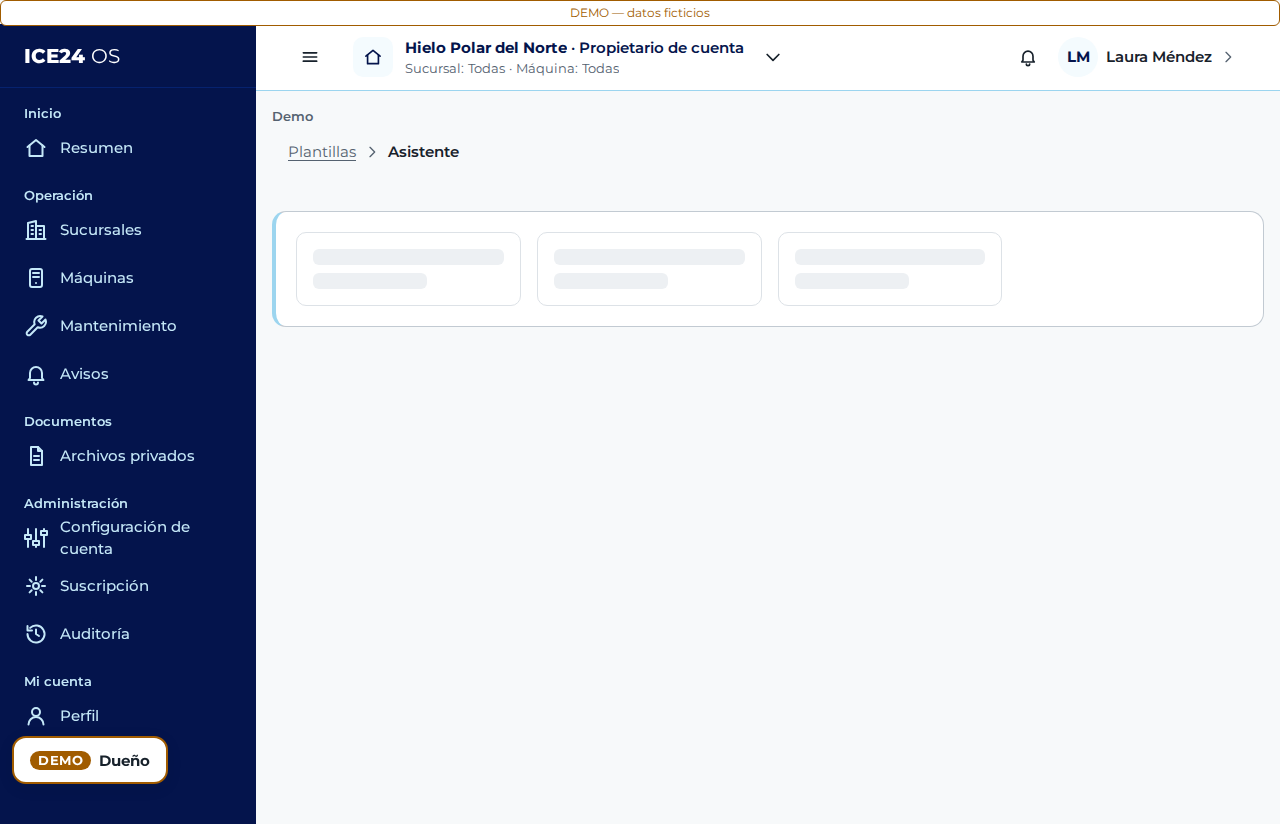 DEMO — datos ficticios
ICE24 OS
Hielo Polar del Norte · Propietario de cuenta
Sucursal: Todas · Máquina: Todas
LM
Laura Méndez
Inicio
Resumen
Operación
Sucursales
Máquinas
Mantenimiento
Avisos
Documentos
Archivos privados
Administración
Configuración de
cuenta
Suscripción
Auditoría
Mi cuenta
Perfil
DEMO Dueño
Demo
Plantillas
Asistente